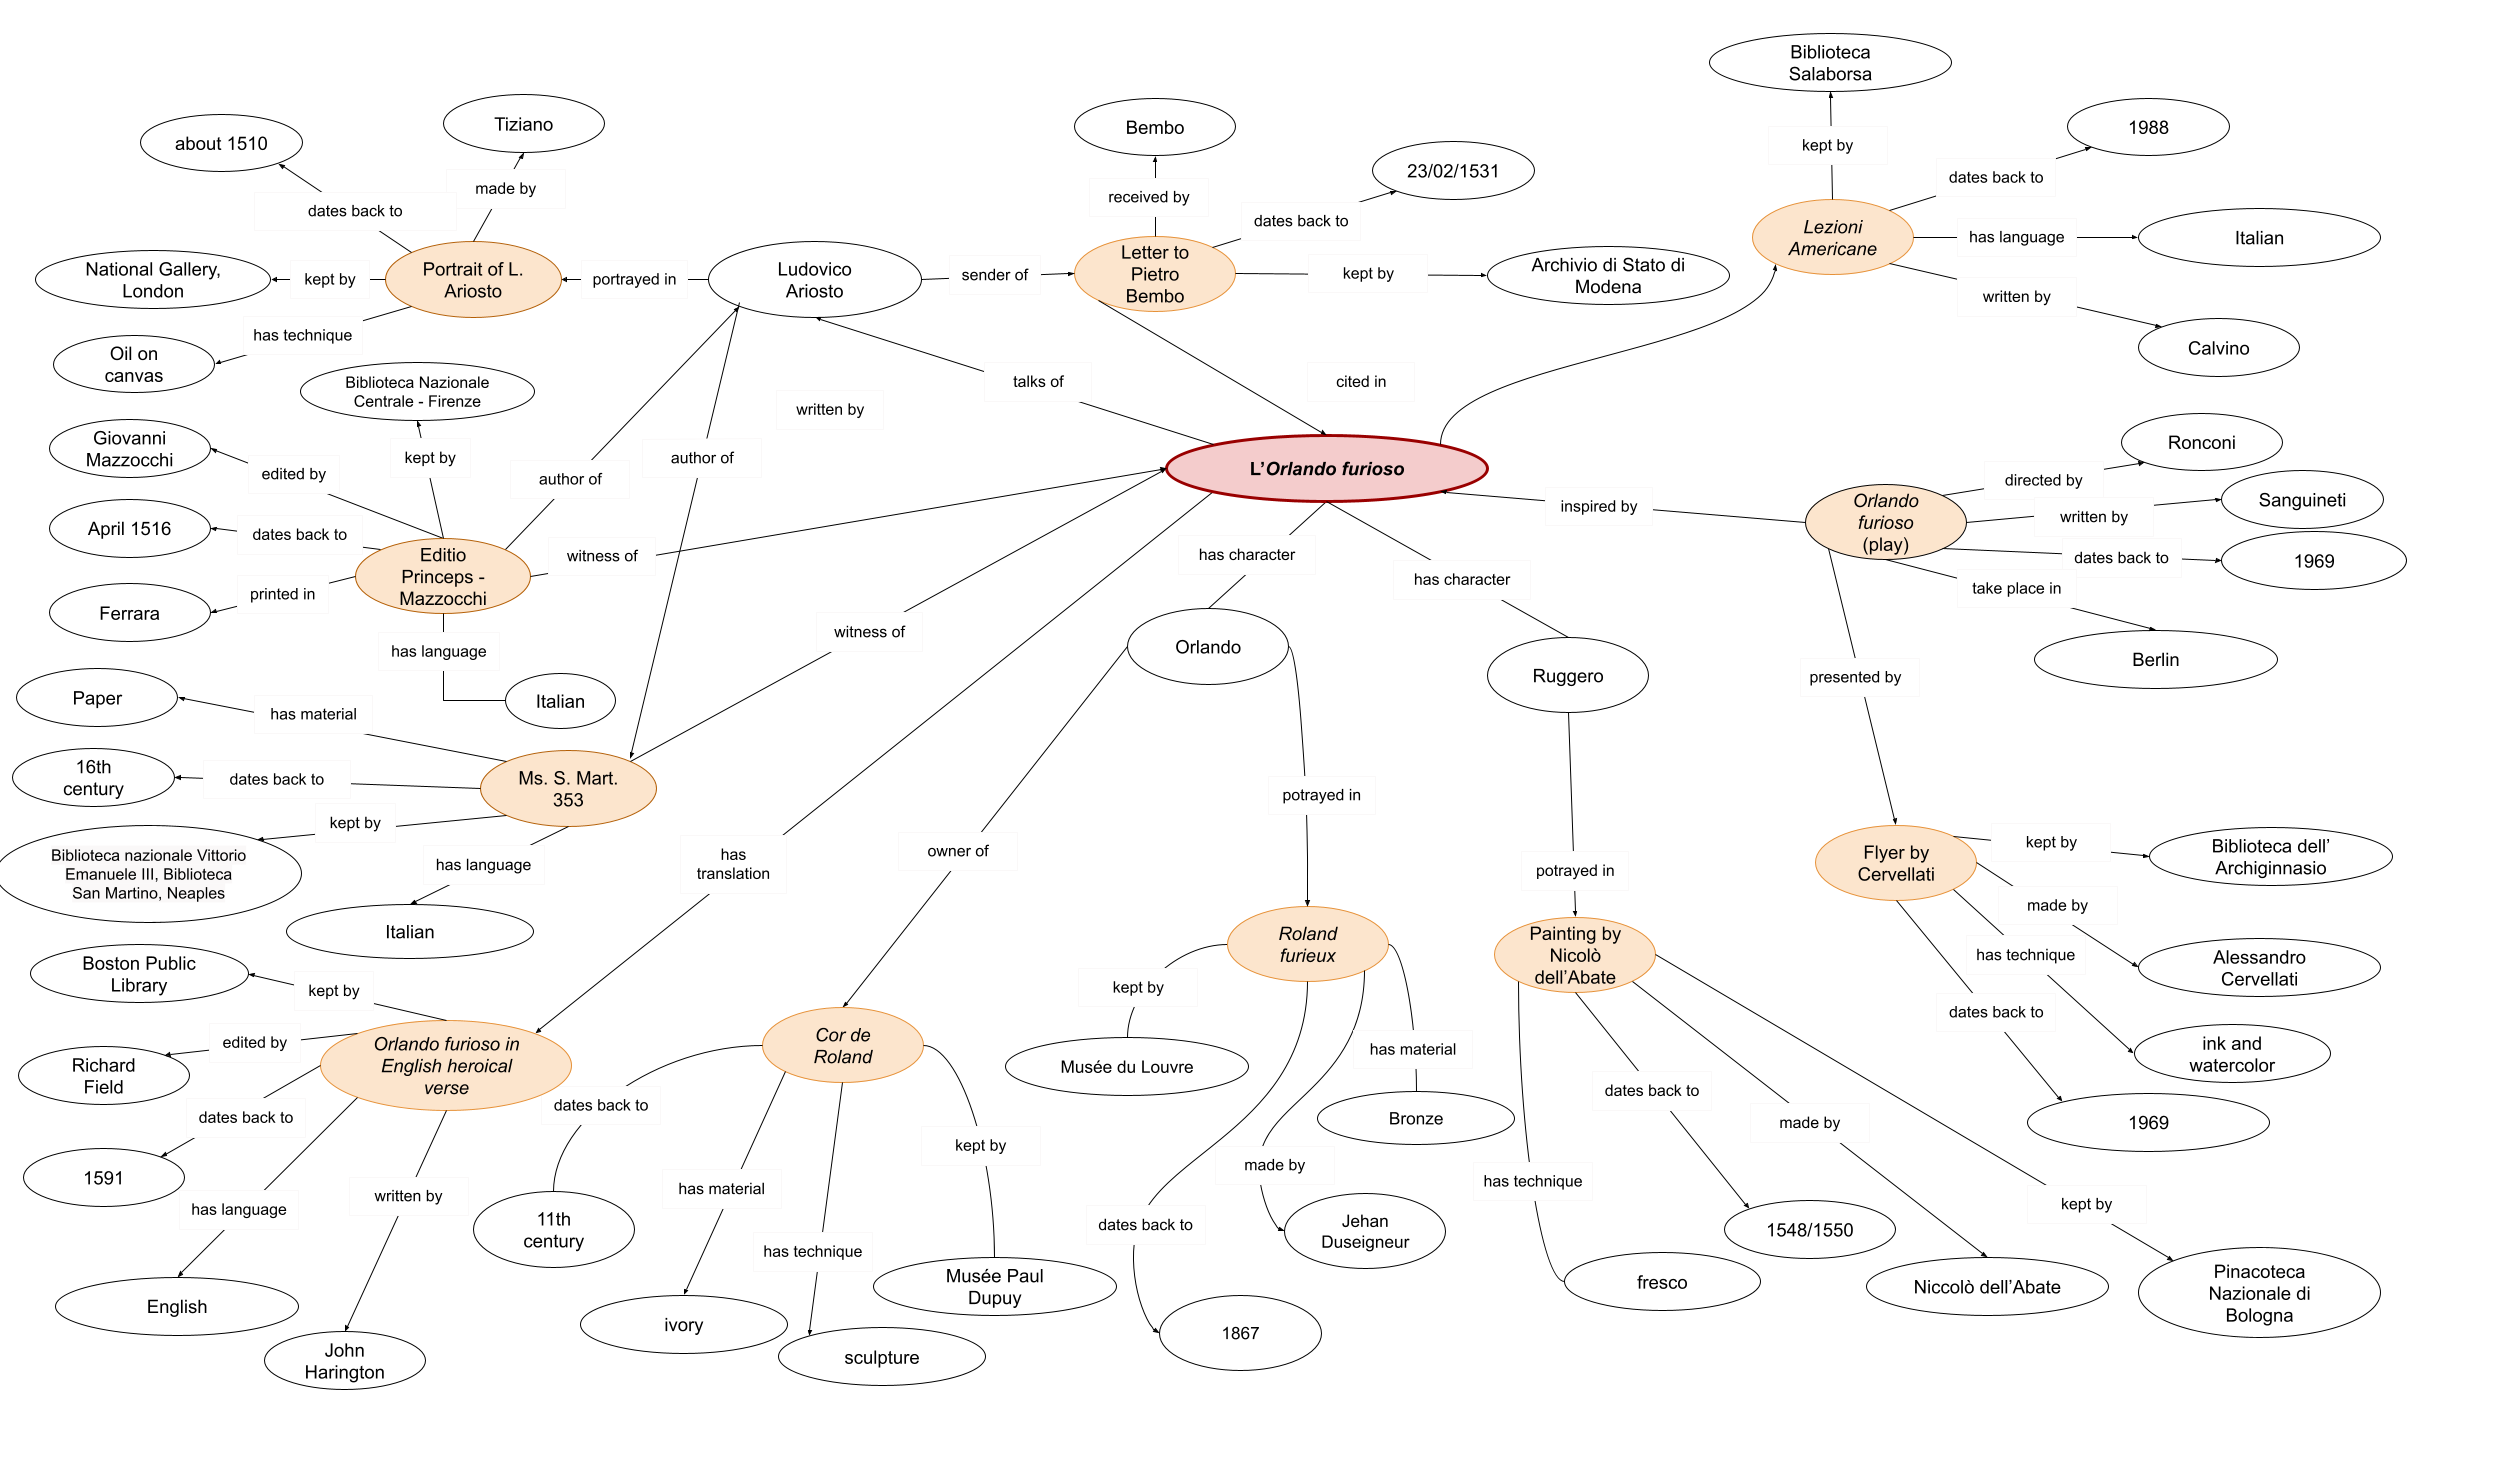 Biblioteca
Salaborsa
Tiziano
about 1510
Bembo
1988
made by
kept by
23/02/1531
dates back to
received by
dates back to
dates back to
Lezioni
Americane
has language
Italian
National Gallery,
London
kept by
Portrait of L.
Ariosto
portrayed in
Ludovico
Ariosto
sender of
Letter to
Pietro
Bembo
kept by
Archivio di Stato di
Modena
written by
has technique
Oil on
canvas
Calvino
Biblioteca Nazionale
Centrale - Firenze
talks of
cited in
written by
Giovanni
Mazzocchi
edited by
kept by
author of
author of
L’Orlando furioso
Ronconi
directed by
Sanguineti
written by
inspired by
Orlando
furioso
(play)
April 1516
dates back to
Editio
Princeps -
Mazzocchi
witness of
has character
has character
dates back to
1969
take place in
printed in
Ferrara
has language
witness of
Orlando
Ruggero
Berlin
presented by
Italian
Paper
has material
16th
century
dates back to
Ms. S. Mart.
353
potrayed in
kept by
Biblioteca nazionale Vittorio
Emanuele III, Biblioteca
San Martino, Neaples
has language
has
translation
owner of
potrayed in
Flyer by
Cervellati
kept by
Biblioteca dell’
Archiginnasio
made by
Italian
Roland
furieux
Painting by
Nicolò
dell’Abate
has technique
Alessandro
Cervellati
Boston Public
Library
kept by
kept by
dates back to
edited by
Richard
Field
Orlando furioso in
English heroical
verse
Cor de
Roland
Musée du Louvre
has material
ink and
watercolor
dates back to
dates back to
dates back to
Bronze
made by
1969
kept by
1591
made by
has technique
has language
written by
has material
11th
century
dates back to
Jehan
Duseigneur
1548/1550
kept by
has technique
English
Musée Paul
Dupuy
fresco
Niccolò dell’Abate
Pinacoteca
Nazionale di
Bologna
John
Harington
ivory
sculpture
1867